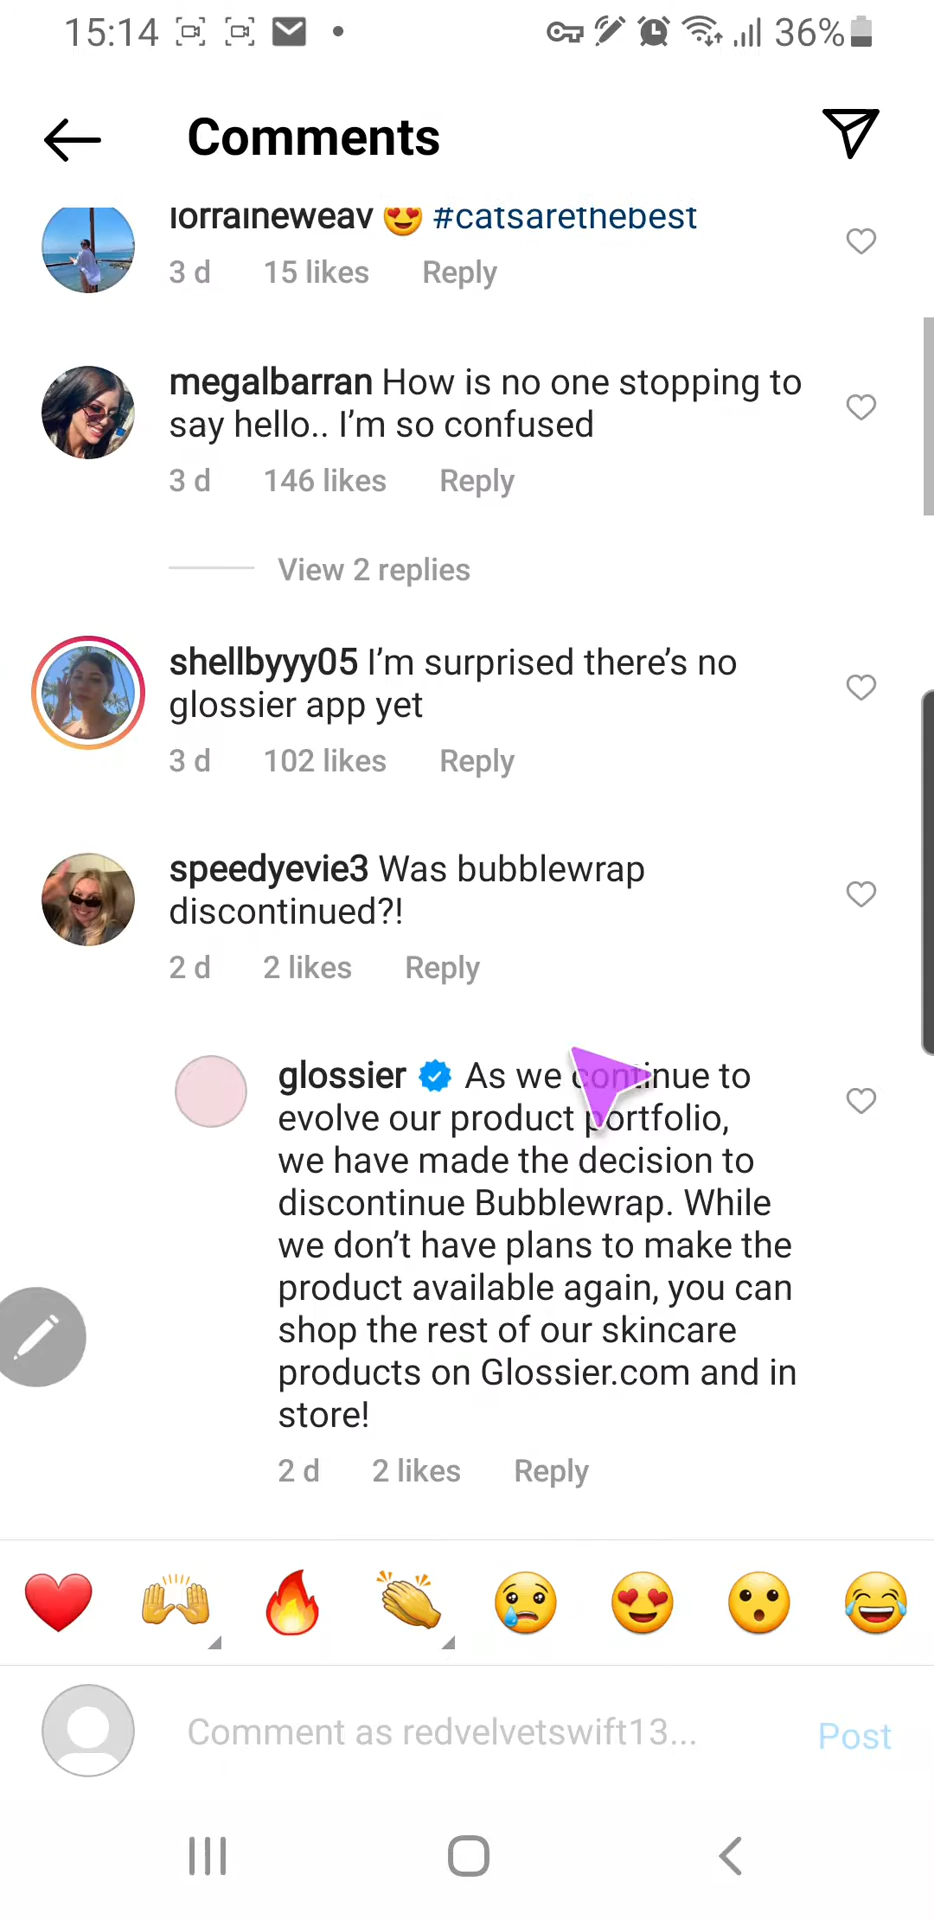 15:14
36%
Comments
lorraineweav 😍 #catsarethebest
3 d 15 likes Reply
megalbarran How is no one stopping to
say hello.. I’m so confused
3 d 146 likes Reply
View 2 replies
shellbyyy05 I’m surprised there’s no
glossier app yet
3 d 102 likes Reply
speedyevie3 Was bubblewrap
discontinued?!
2 d 2 likes Reply
glossier As we continue to
evolve our product portfolio,
we have made the decision to
discontinue Bubblewrap. While
we don’t have plans to make the
product available again, you can
shop the rest of our skincare
products on Glossier.com and in
store!
2 d 2 likes Reply
Comment as redvelvetswift13... Post